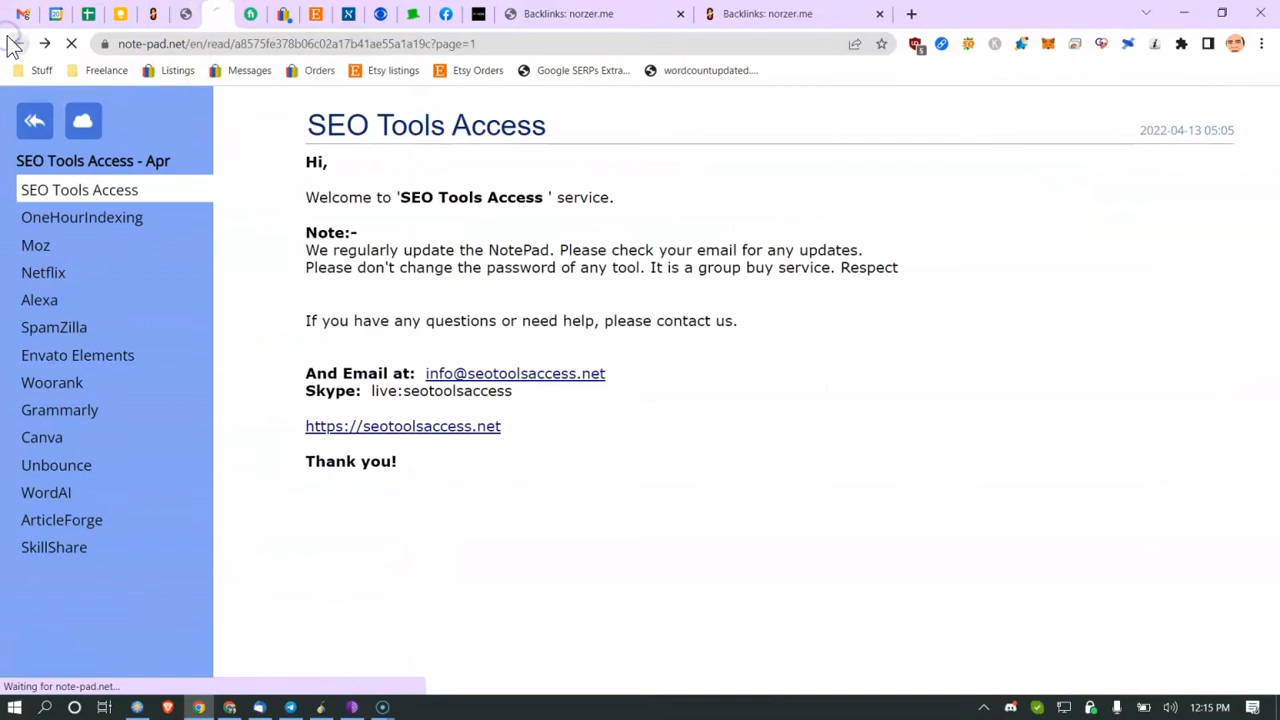 Backlinks: norzer.me
Backlinks: norzer.me
note-pad.net/en/read/a8575fe378b06c02a17b41ae55a1a19c?page=1
5
Stuff
Freelance
Listings
Messages
Orders
Etsy listings
Etsy Orders
Google SERPs Extra...
wordcountupdated....
SEO Tools Access - Apr
SEO Tools Access
OneHourIndexing
Moz
Netflix
Alexa
SpamZilla
Envato Elements
Woorank
Grammarly
Canva
Unbounce
WordAI
ArticleForge
SkillShare
SEO Tools Access
2022-04-13 05:05
Hi,
Welcome to 'SEO Tools Access ' service.
Note:-
We regularly update the NotePad. Please check your email for any updates.
Please don't change the password of any tool. It is a group buy service. Respect
If you have any questions or need help, please contact us.
And Email at: info@seotoolsaccess.net
Skype: live:seotoolsaccess
https://seotoolsaccess.net
Thank you!
Waiting for note-pad.net...
12:15 PM